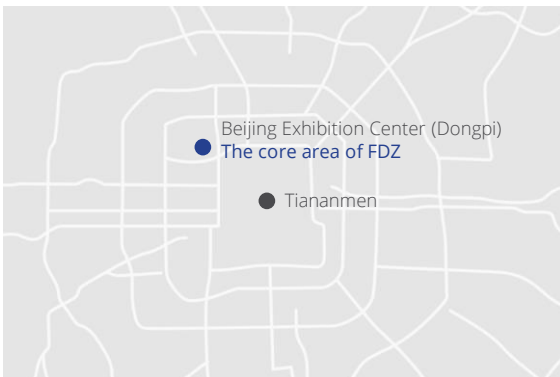 Beijing Exhibition Center (Dongpi)
The core area of FDZ
Tiananmen